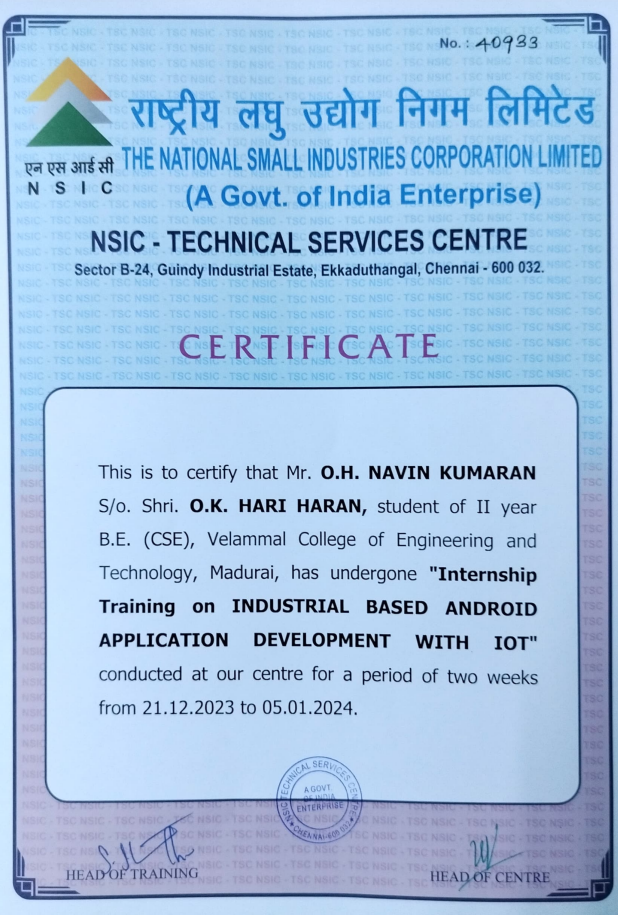 No. : 40933
राष्ट्रीय लघु उद्योग निगम लिमिटेड
एन एस आई सी
N S I C
THE NATIONAL SMALL INDUSTRIES CORPORATION LIMITED
(A Govt. of India Enterprise)
NSIC - TECHNICAL SERVICES CENTRE
Sector B-24, Guindy Industrial Estate, Ekkaduthangal, Chennai - 600 032.
CERTIFICATE
This is to certify that Mr. O.H. NAVIN KUMARAN
S/o. Shri. O.K. HARI HARAN, student of II year
B.E. (CSE), Velammal College of Engineering and
Technology, Madurai, has undergone "Internship
Training on INDUSTRIAL BASED ANDROID
APPLICATION DEVELOPMENT WITH IOT"
conducted at our centre for a period of two weeks
from 21.12.2023 to 05.01.2024.
NSIC TECHNICAL SERVICES CENTRE
A GOVT.
OF INDIA
ENTERPRISE
CHENNAI-600 032
HEAD OF TRAINING
HEAD OF CENTRE